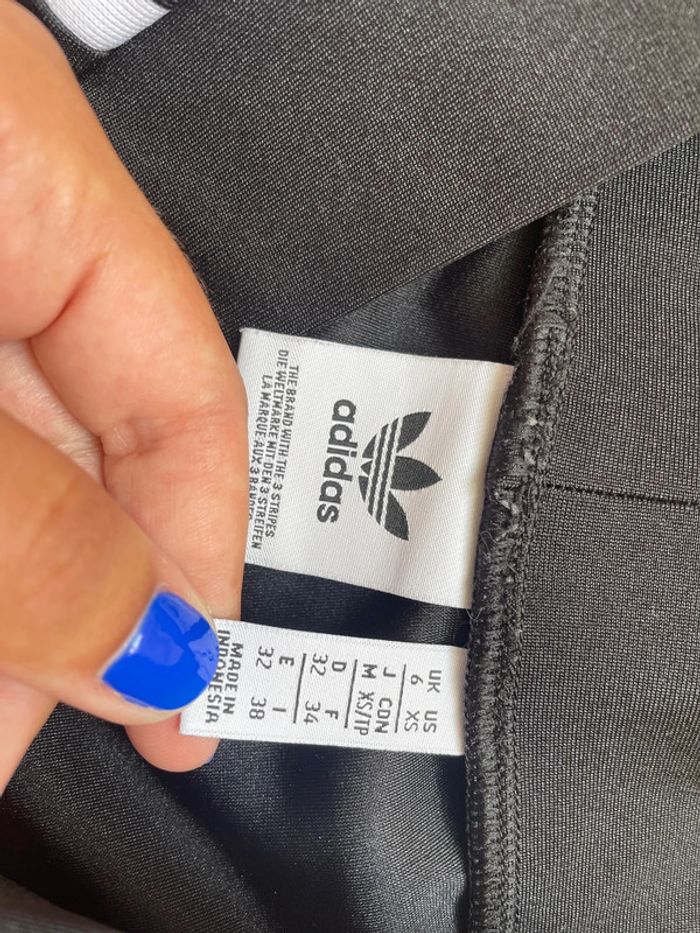 adidas
THE BRAND WITH THE 3 STRIPES
DIE WELTMARKE MIT DEN 3 STREIFEN
LA MARQUE AUX 3 BANDES
UK US
6 XS
J CDN
M XS/TP
D F
32 34
E I
32 38
MADE IN
INDONESIA